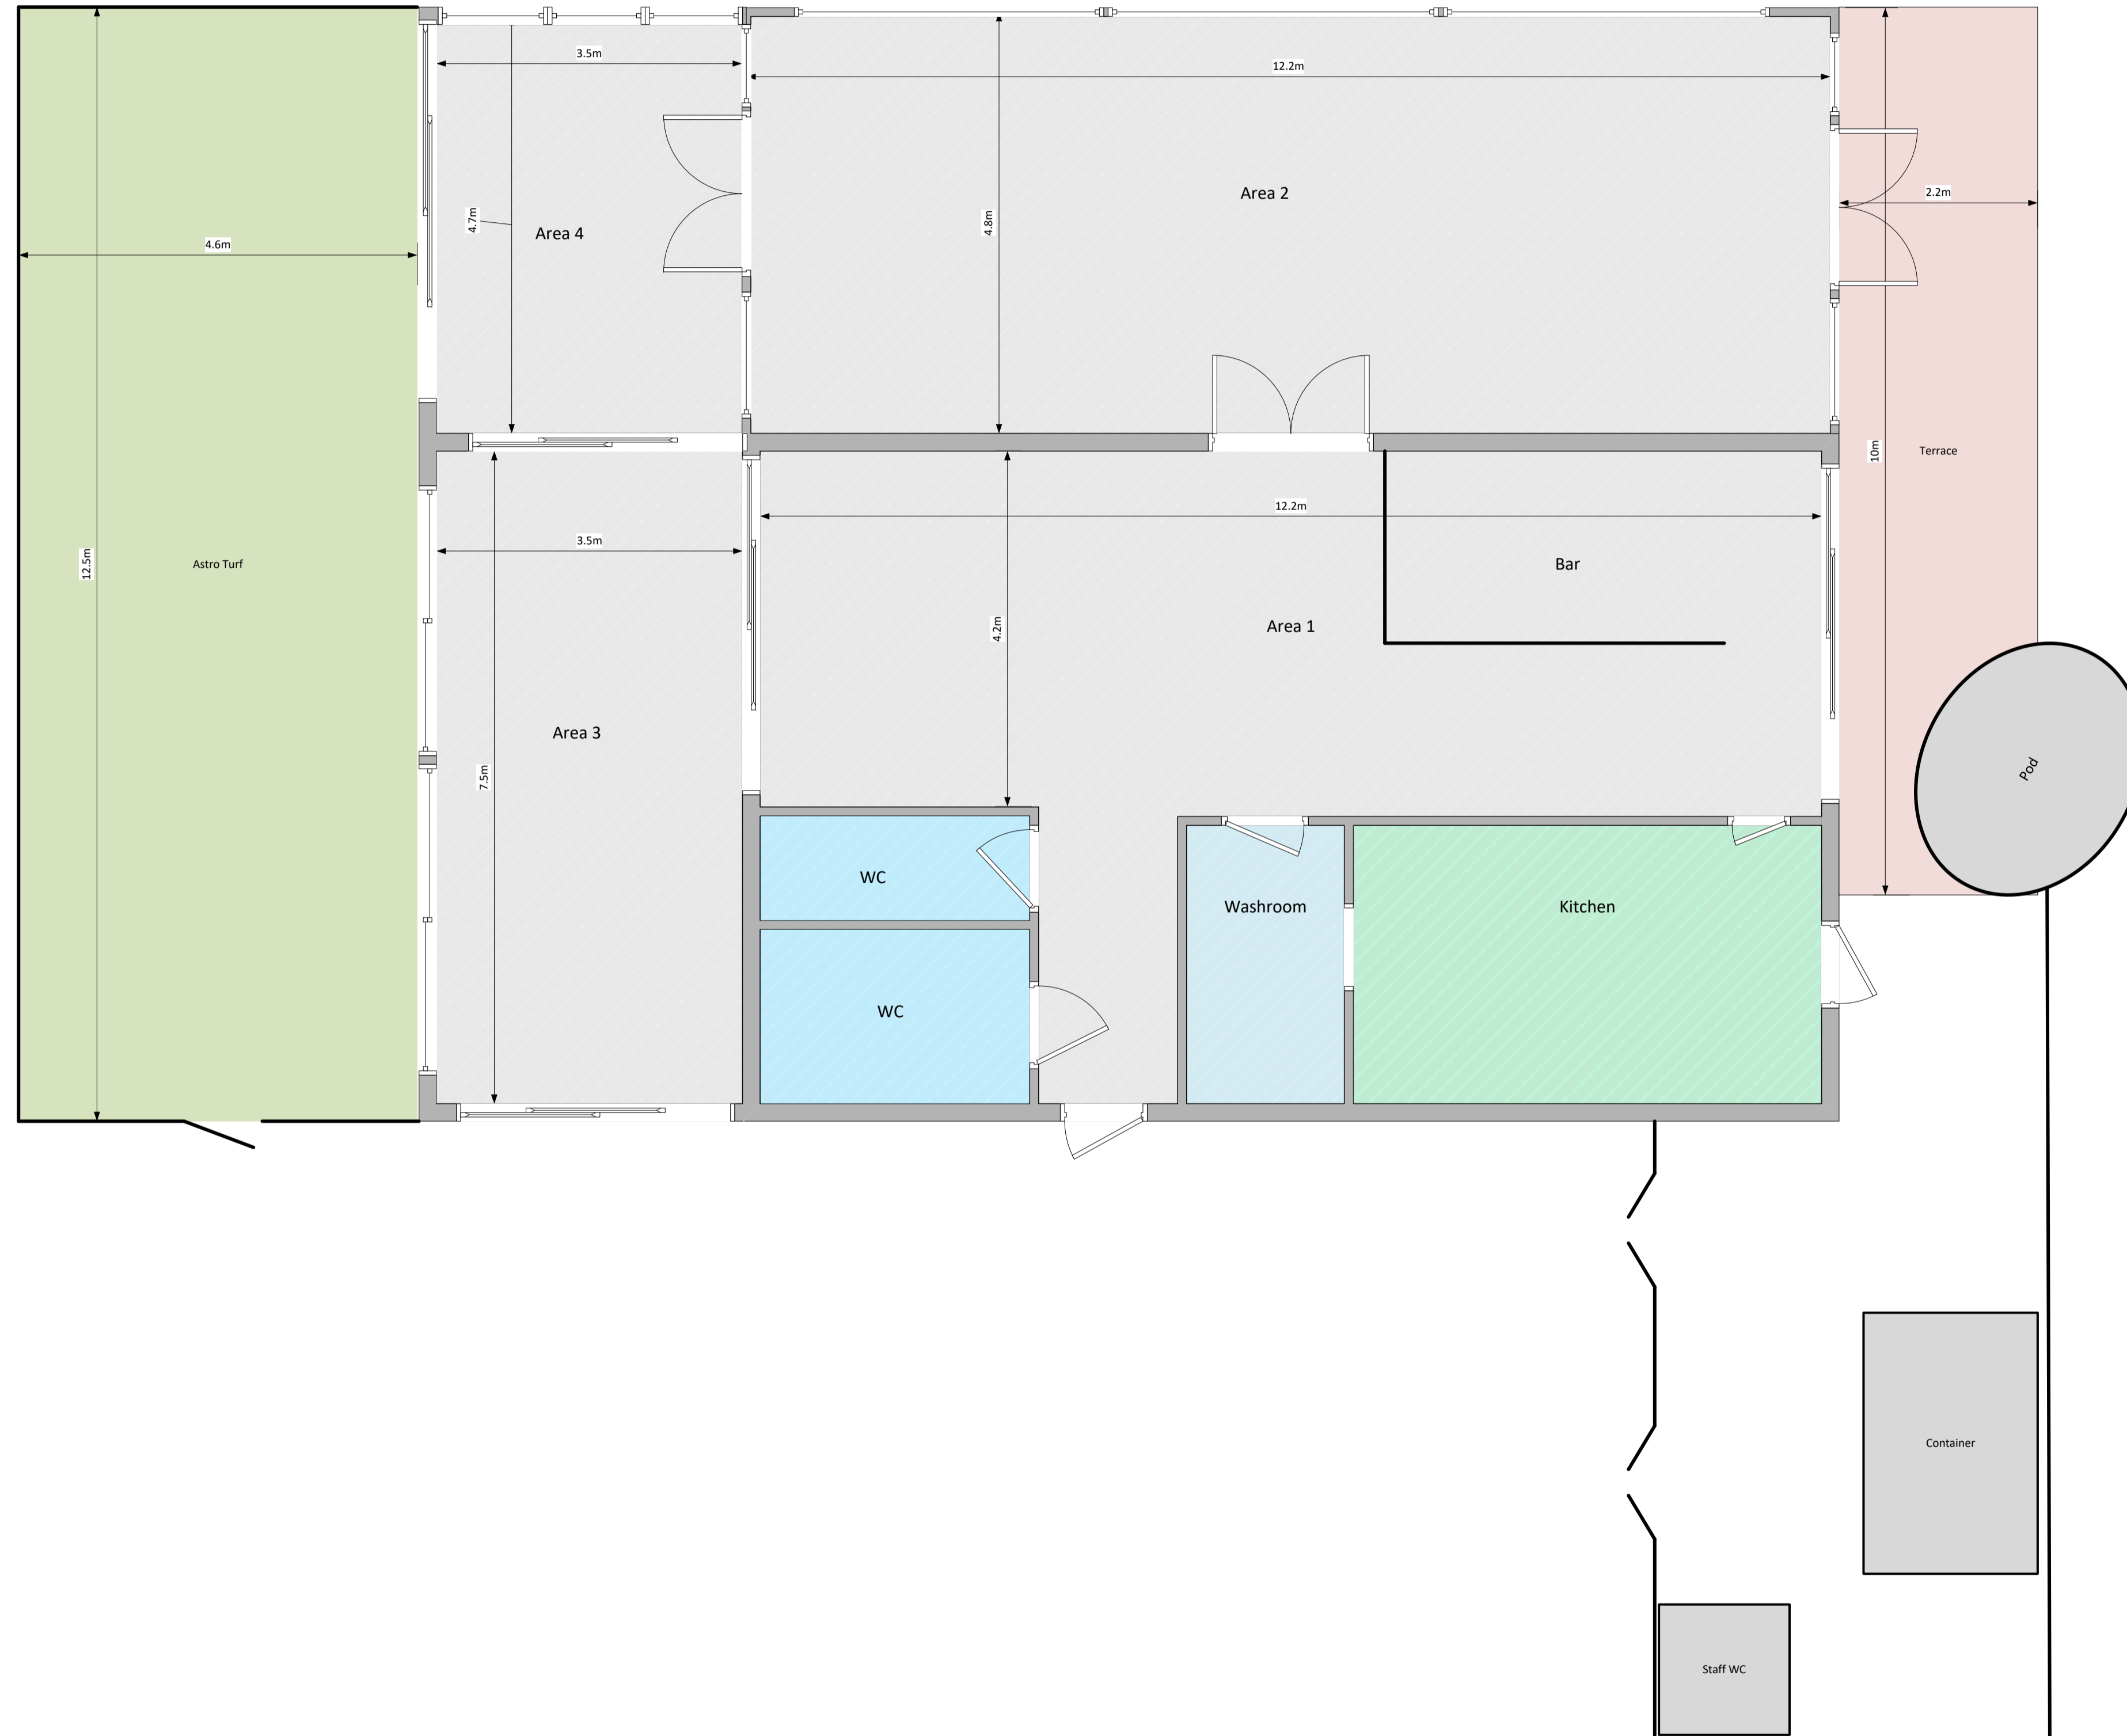 3.5m
12.2m
Area 2
4.8m
2.2m
4.7m
Area 4
4.6m
10m
Terrace
12.2m
3.5m
12.5m
Astro Turf
Bar
4.2m
Area 1
Area 3
7.5m
Pod
WC
Washroom
Kitchen
WC
Container
Staff WC